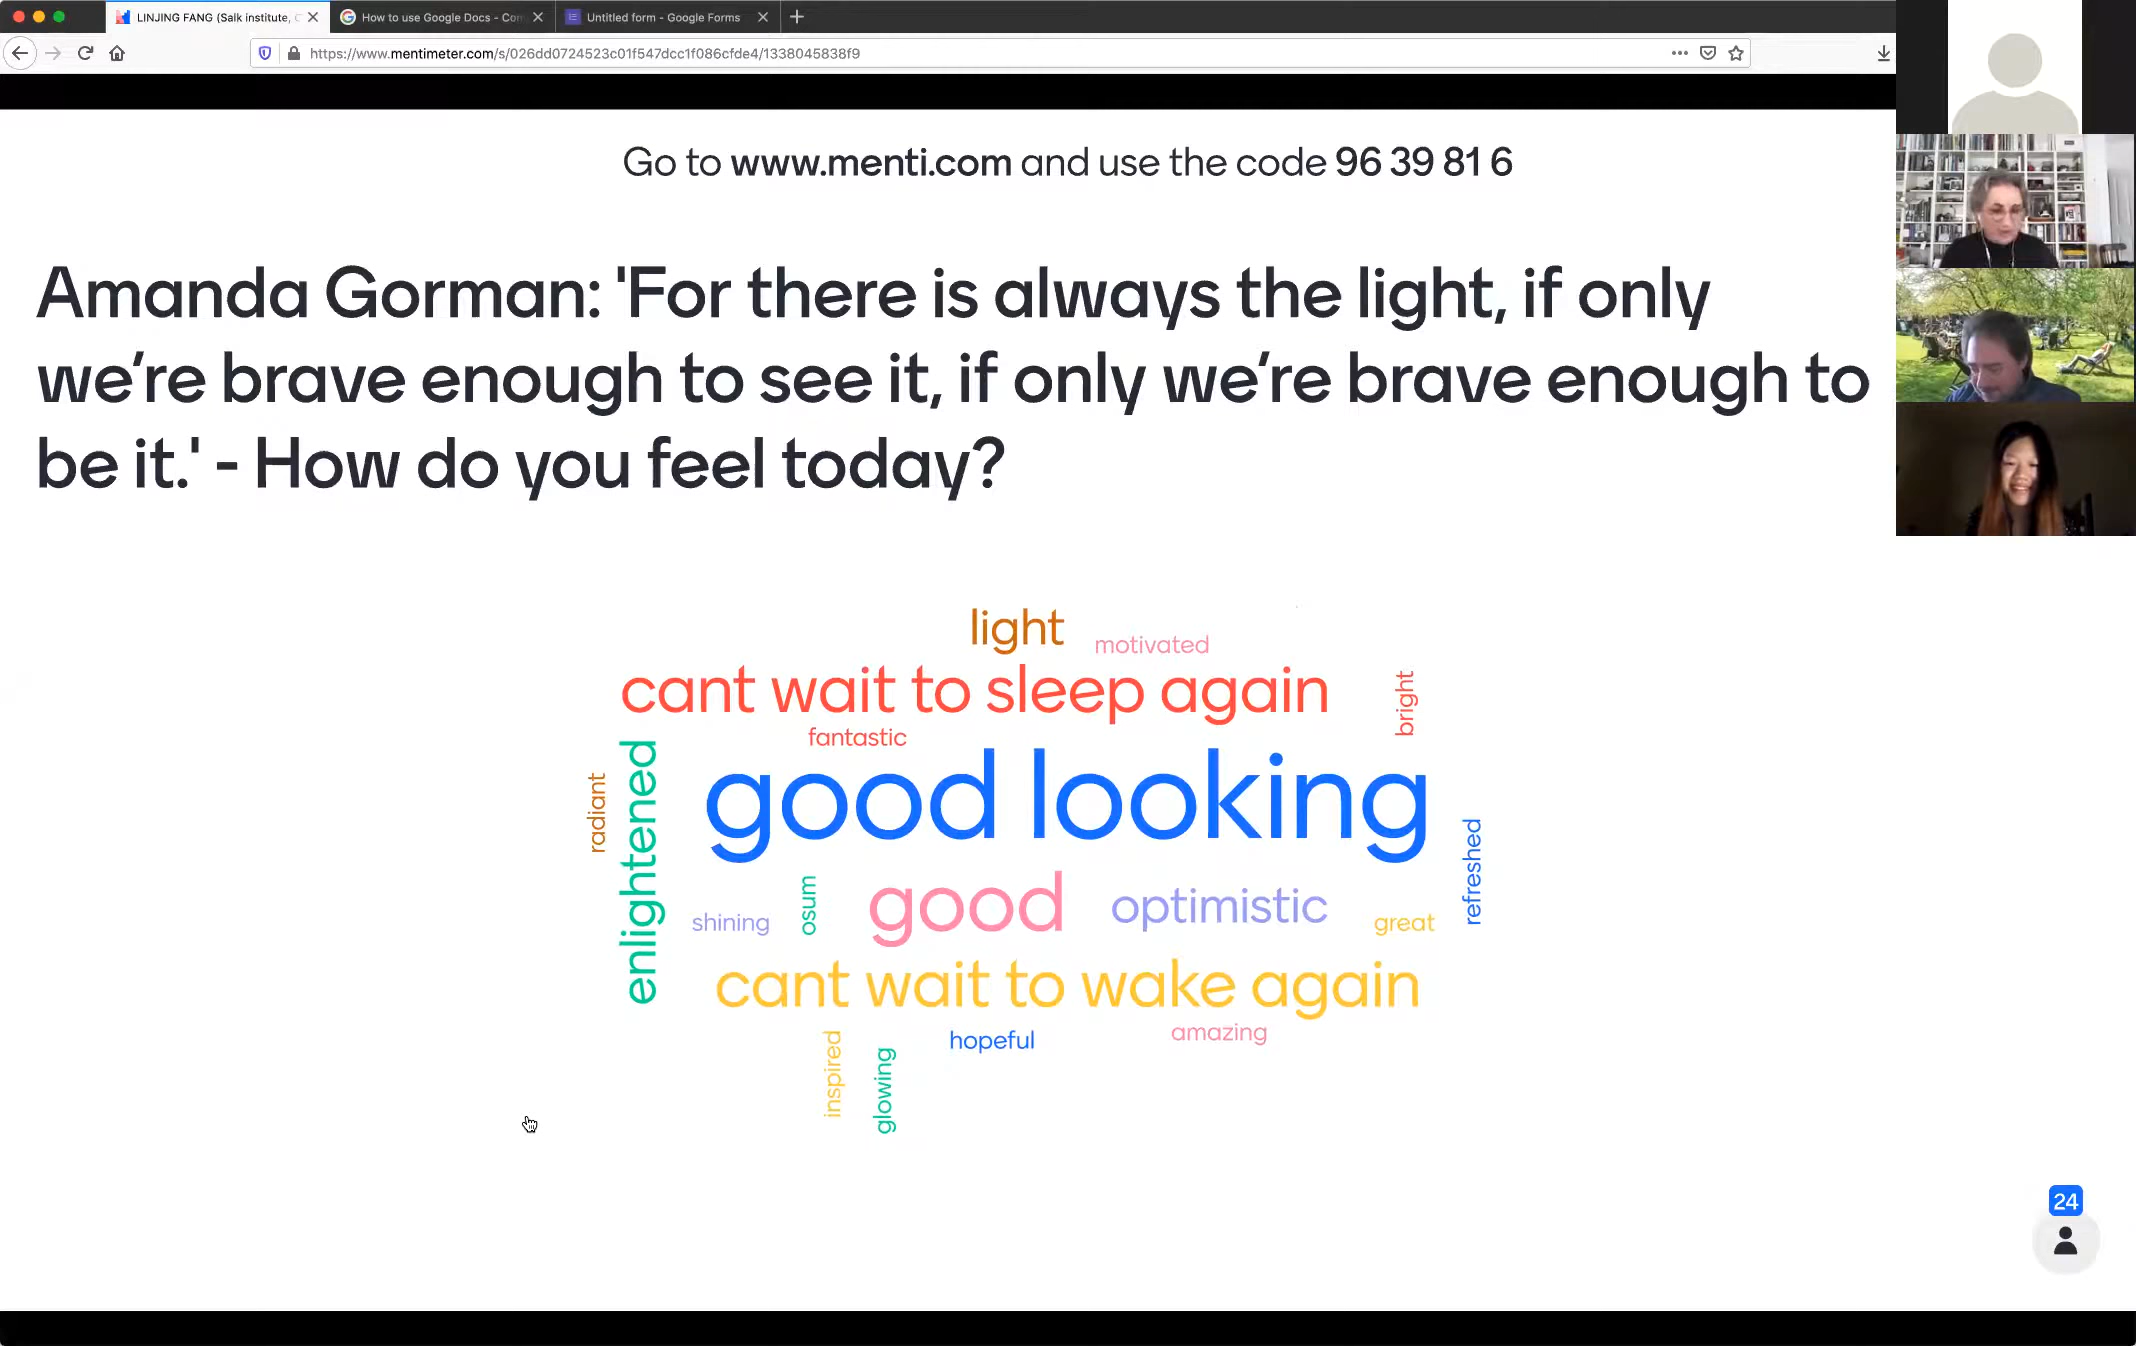 LINJING FANG (Salk institute, C
How to use Google Docs - Con
Untitled form - Google Forms
https://www.mentimeter.com/s/026dd0724523c01f547dcc1f086cfde4/1338045838f9
Go to www.menti.com and use the code 96 39 81 6
Amanda Gorman: 'For there is always the light, if only
we’re brave enough to see it, if only we’re brave enough to
be it.' - How do you feel today?
light
motivated
cant wait to sleep again
bright
fantastic
radiant
enlightened
good looking
refreshed
shining
osum
good
optimistic
great
cant wait to wake again
inspired
glowing
hopeful
amazing
24